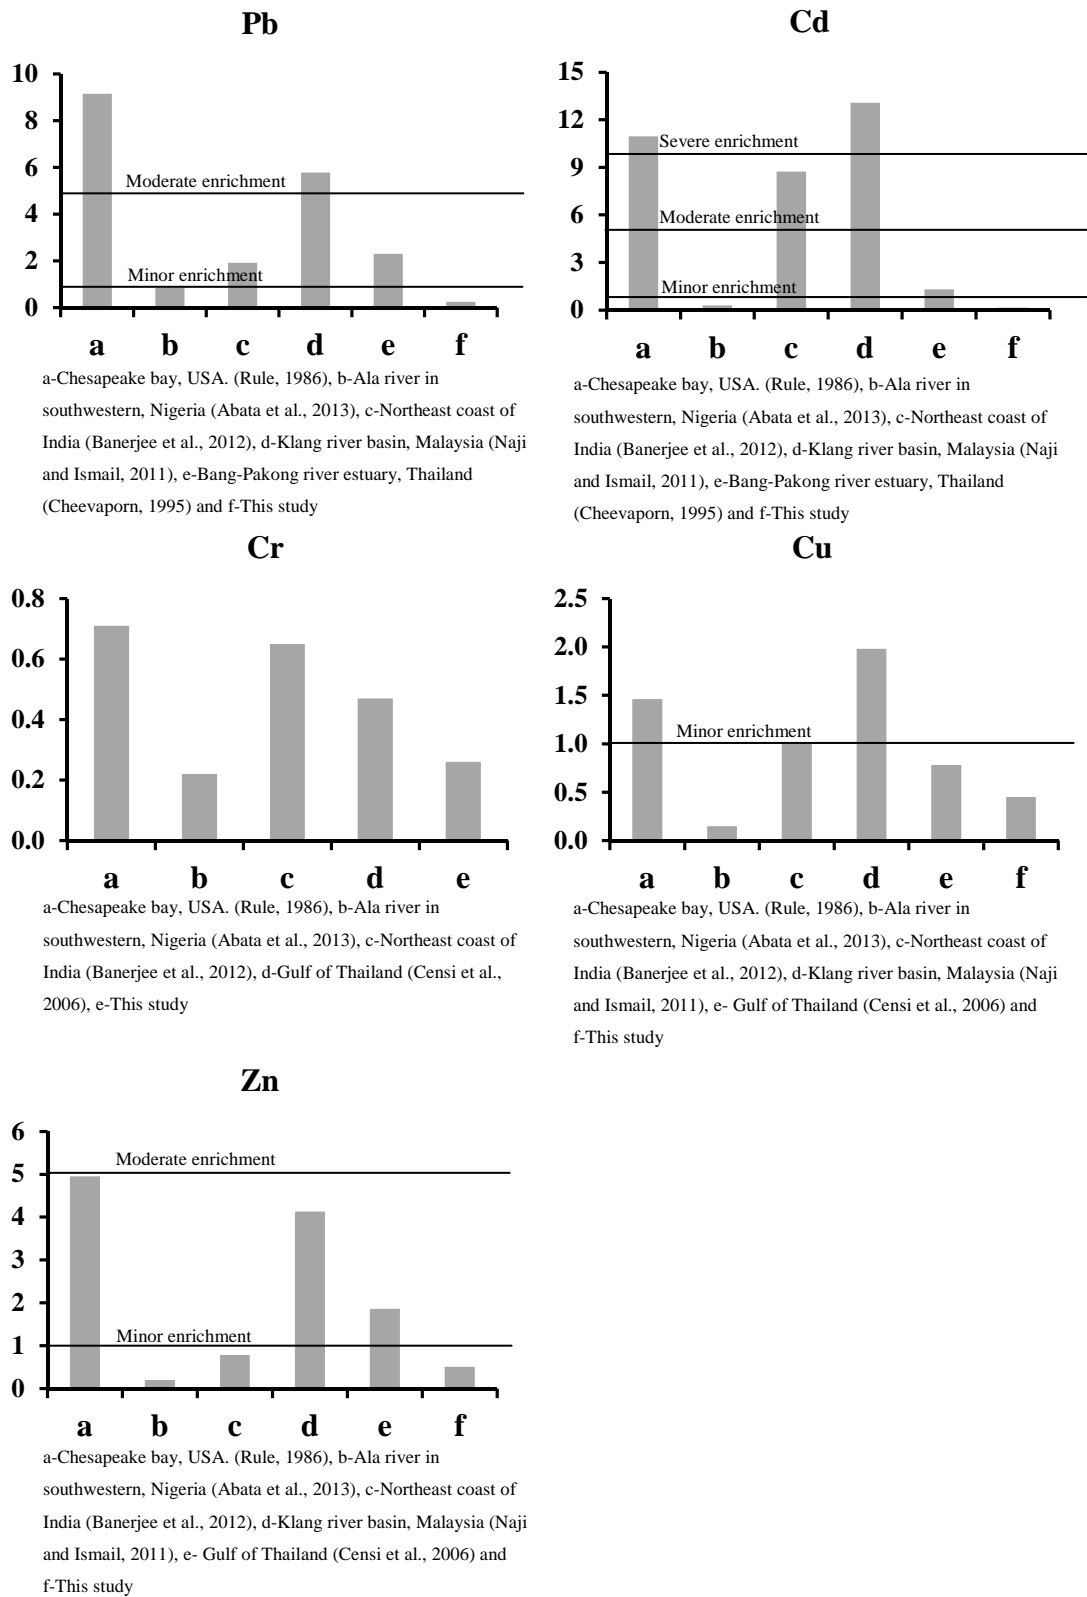 Pb
10
8
6
4
2
0
Moderate enrichment
Minor enrichment
a b c d e f
a-Chesapeake bay, USA. (Rule, 1986), b-Ala river in
southwestern, Nigeria (Abata et al., 2013), c-Northeast coast of
India (Banerjee et al., 2012), d-Klang river basin, Malaysia (Naji
and Ismail, 2011), e-Bang-Pakong river estuary, Thailand
(Cheevaporn, 1995) and f-This study
Cd
15
12
9
6
3
0
Severe enrichment
Moderate enrichment
Minor enrichment
a b c d e f
a-Chesapeake bay, USA. (Rule, 1986), b-Ala river in
southwestern, Nigeria (Abata et al., 2013), c-Northeast coast of
India (Banerjee et al., 2012), d-Klang river basin, Malaysia (Naji
and Ismail, 2011), e-Bang-Pakong river estuary, Thailand
(Cheevaporn, 1995) and f-This study
Cr
0.8
0.6
0.4
0.2
0.0
a b c d e
a-Chesapeake bay, USA. (Rule, 1986), b-Ala river in
southwestern, Nigeria (Abata et al., 2013), c-Northeast coast of
India (Banerjee et al., 2012), d-Gulf of Thailand (Censi et al.,
2006), e-This study
Cu
2.5
2.0
1.5
1.0
0.5
0.0
Minor enrichment
a b c d e f
a-Chesapeake bay, USA. (Rule, 1986), b-Ala river in
southwestern, Nigeria (Abata et al., 2013), c-Northeast coast of
India (Banerjee et al., 2012), d-Klang river basin, Malaysia (Naji
and Ismail, 2011), e- Gulf of Thailand (Censi et al., 2006) and
f-This study
Zn
6
5
4
3
2
1
0
Moderate enrichment
Minor enrichment
a b c d e f
a-Chesapeake bay, USA. (Rule, 1986), b-Ala river in
southwestern, Nigeria (Abata et al., 2013), c-Northeast coast of
India (Banerjee et al., 2012), d-Klang river basin, Malaysia (Naji
and Ismail, 2011), e- Gulf of Thailand (Censi et al., 2006) and
f-This study